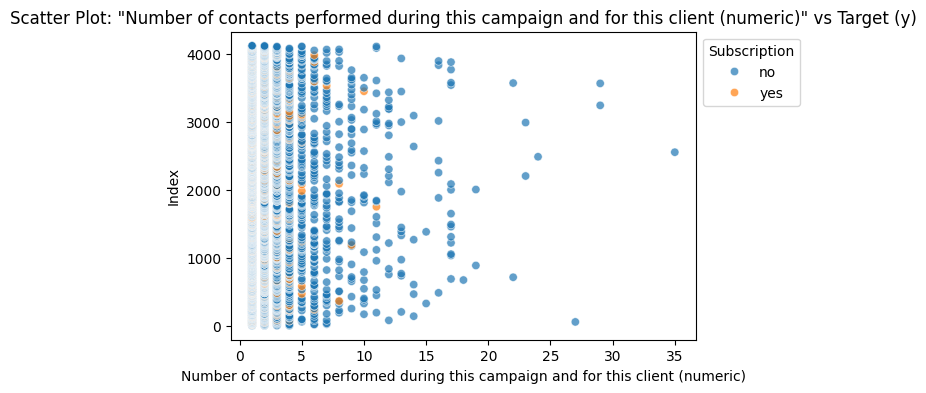 Scatter Plot: "Number of contacts performed during this campaign and for this client (numeric)" vs Target (y)
Subscription
no
yes
4000
3000
2000
1000
0
Index
0 5 10 15 20 25 30 35
Number of contacts performed during this campaign and for this client (numeric)